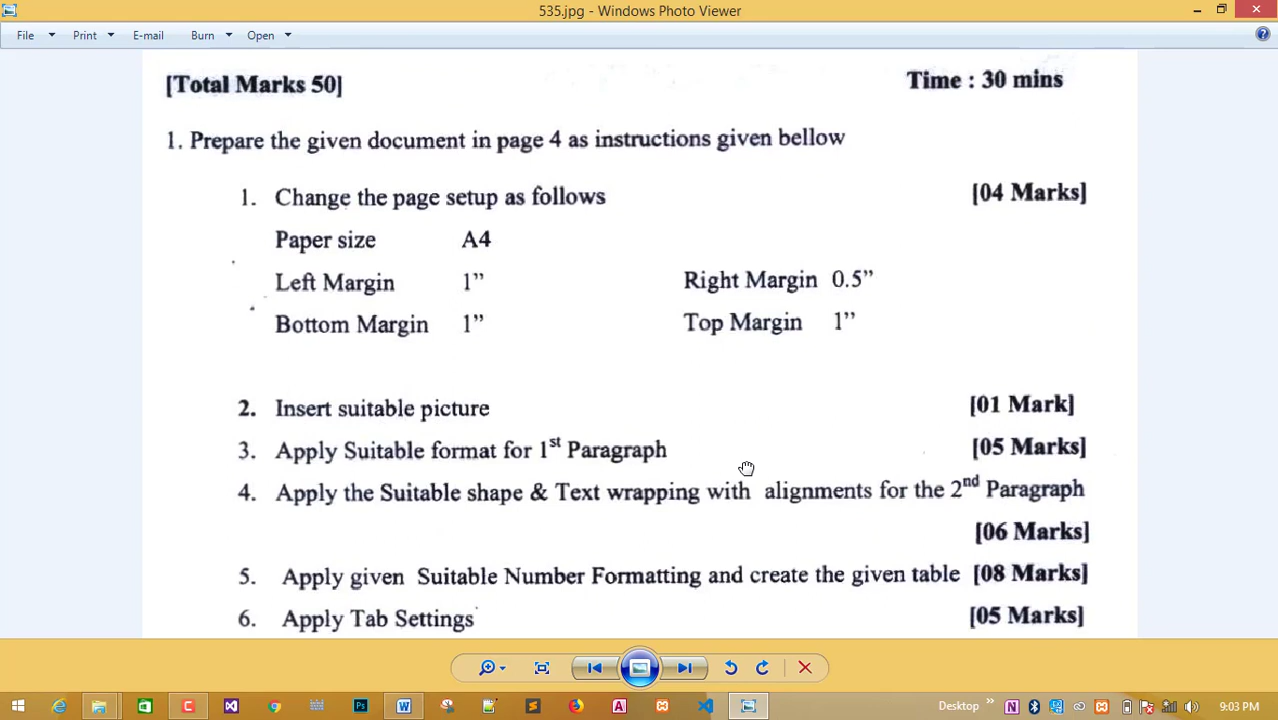 535.jpg - Windows Photo Viewer
File Print E-mail Burn Open
[Total Marks 50] Time : 30 mins
1. Prepare the given document in page 4 as instructions given bellow
1. Change the page setup as follows [04 Marks]
Paper size A4
Left Margin 1” Right Margin 0.5”
Bottom Margin 1” Top Margin 1”
2. Insert suitable picture [01 Mark]
3. Apply Suitable format for 1st Paragraph [05 Marks]
4. Apply the Suitable shape & Text wrapping with alignments for the 2nd Paragraph
[06 Marks]
5. Apply given Suitable Number Formatting and create the given table [08 Marks]
6. Apply Tab Settings [05 Marks]
Desktop 9:03 PM